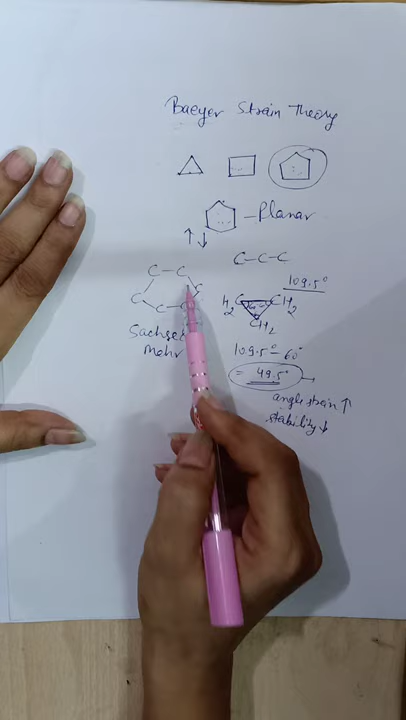 Baeyer Strain Theory
Planar
C-C-C
C-C
109.5°
C
H2C CH2
60°
CH2
C C
Sachse
Mohr
109.5° - 60°
= 49.5°
angle strain ↑
stability ↓